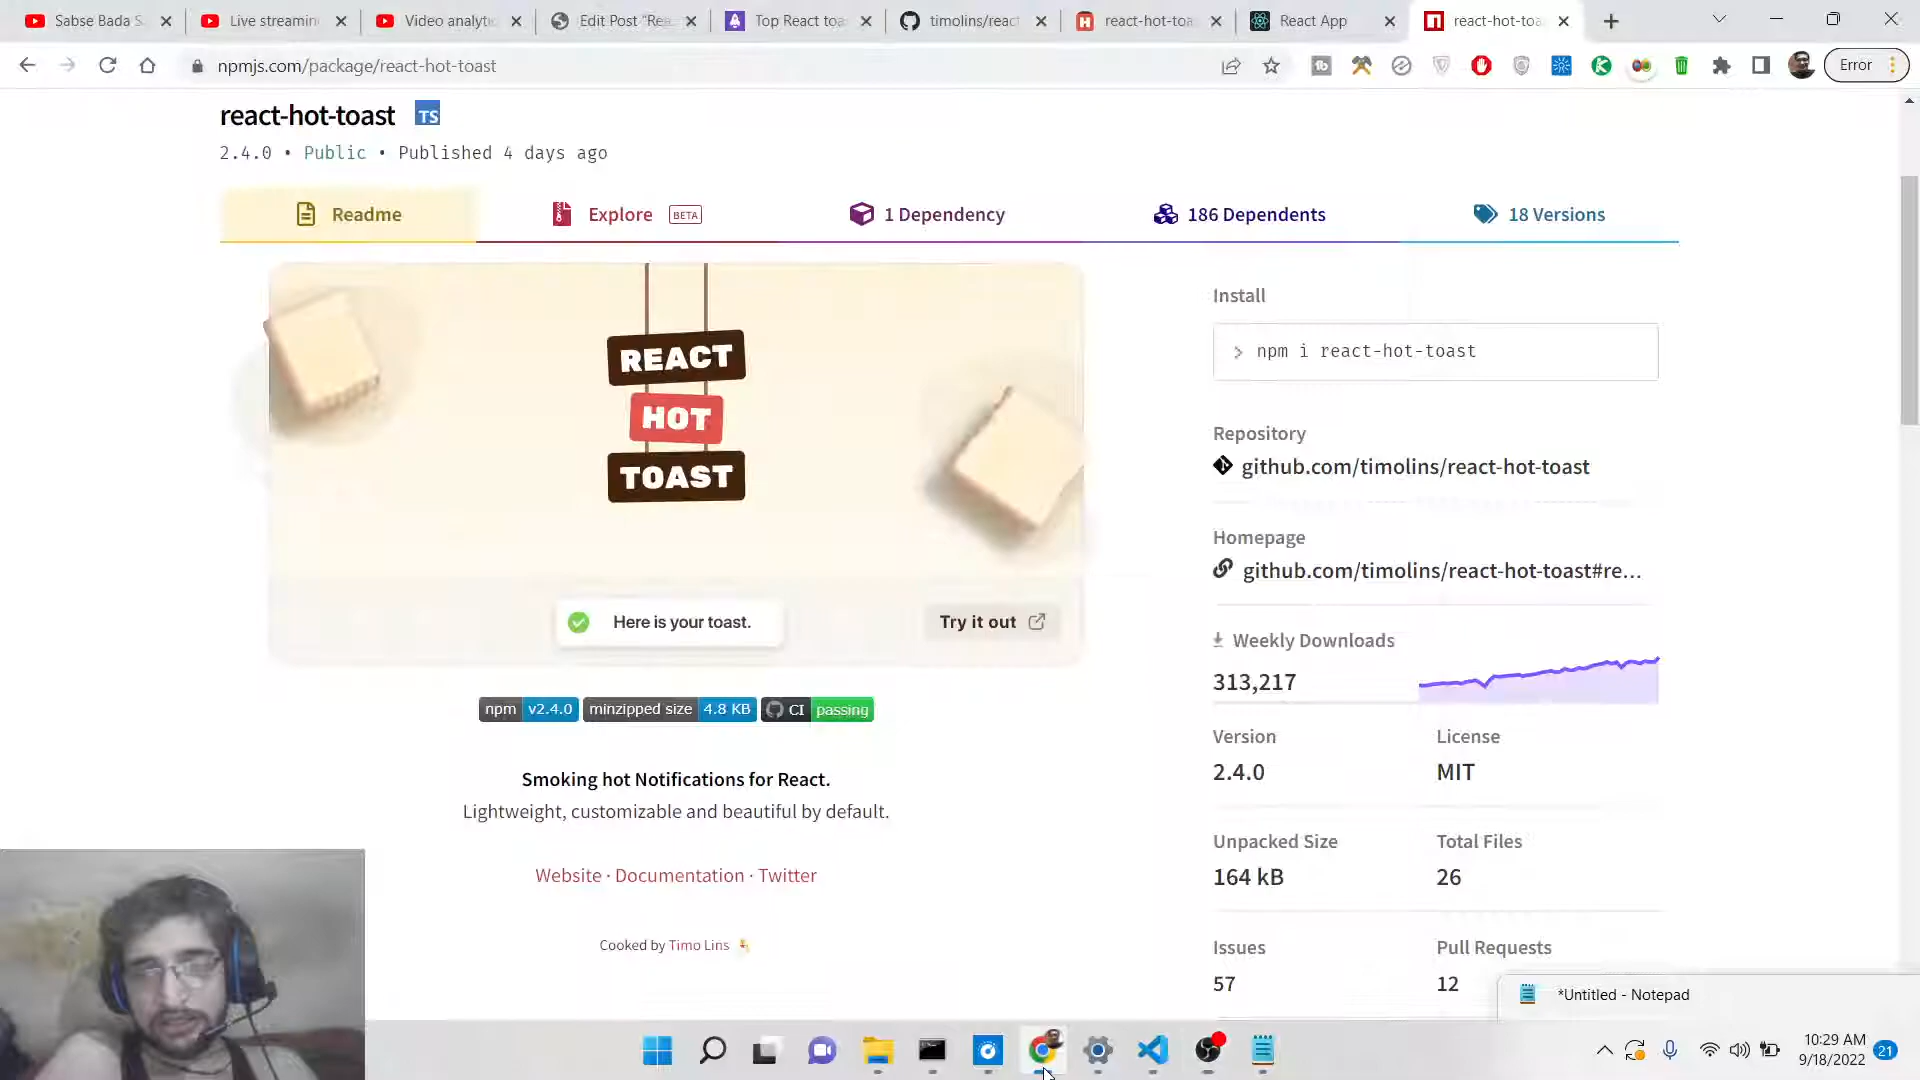 Sabse Bada S
Live streamin
Video analytic
Edit Post "Rea
Top React toa
timolins/react
react-hot-toa
React App
react-hot-toa
npmjs.com/package/react-hot-toast
Error
react-hot-toast TS
2.4.0 • Public • Published 4 days ago
Readme
Explore BETA
1 Dependency
186 Dependents
18 Versions
REACT
HOT
TOAST
Here is your toast.
Try it out
npm v2.4.0 minzipped size 4.8 KB CI passing
Smoking hot Notifications for React.
Lightweight, customizable and beautiful by default.
Website · Documentation · Twitter
Cooked by Timo Lins
Install
> npm i react-hot-toast
Repository
github.com/timolins/react-hot-toast
Homepage
github.com/timolins/react-hot-toast#re...
Weekly Downloads
313,217
Version
License
2.4.0
MIT
Unpacked Size
Total Files
164 kB
26
Issues
Pull Requests
57
12
*Untitled - Notepad
10:29 AM
9/18/2022
21